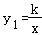 y₁ = k/x